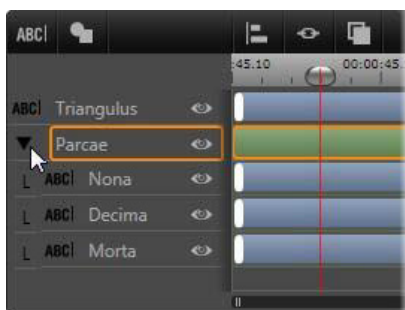 ABC
:45.10 00:00:45.
ABC Triangulus
Parcae
ABC Nona
ABC Decima
ABC Morta